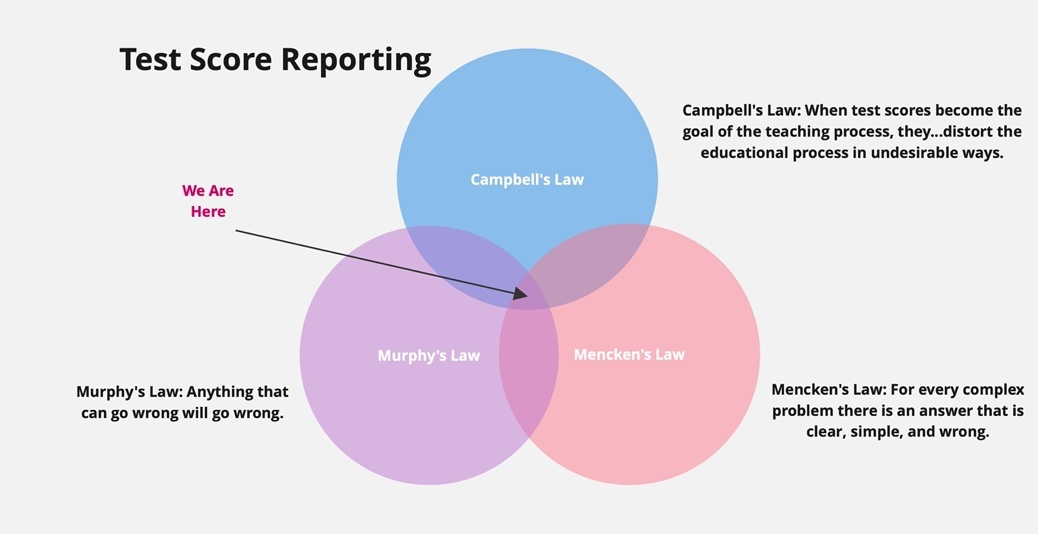 Test Score Reporting
Campbell's Law: When test scores become the
goal of the teaching process, they...distort the
educational process in undesirable ways.
Campbell's Law
We Are
Here
Murphy's Law
Mencken's Law
Murphy's Law: Anything that
can go wrong will go wrong.
Mencken's Law: For every complex
problem there is an answer that is
clear, simple, and wrong.